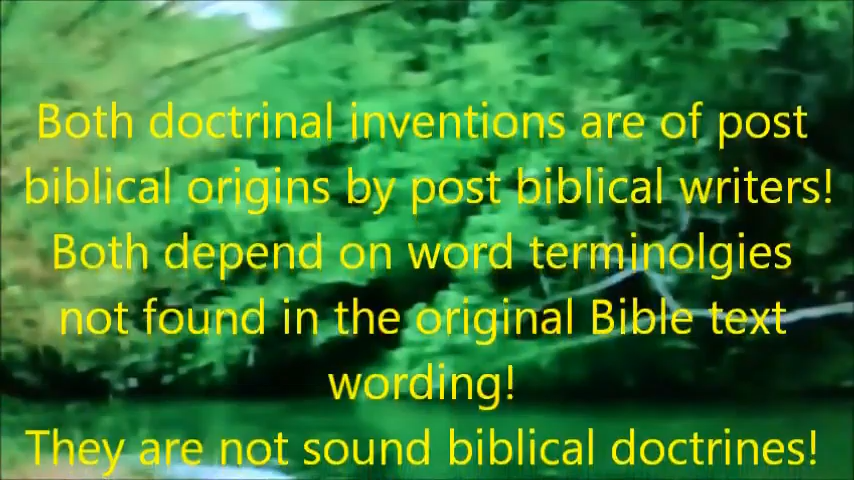 Both doctrinal inventions are of post
biblical origins by post biblical writers!
Both depend on word terminolgies
not found in the original Bible text
wording!
They are not sound biblical doctrines!